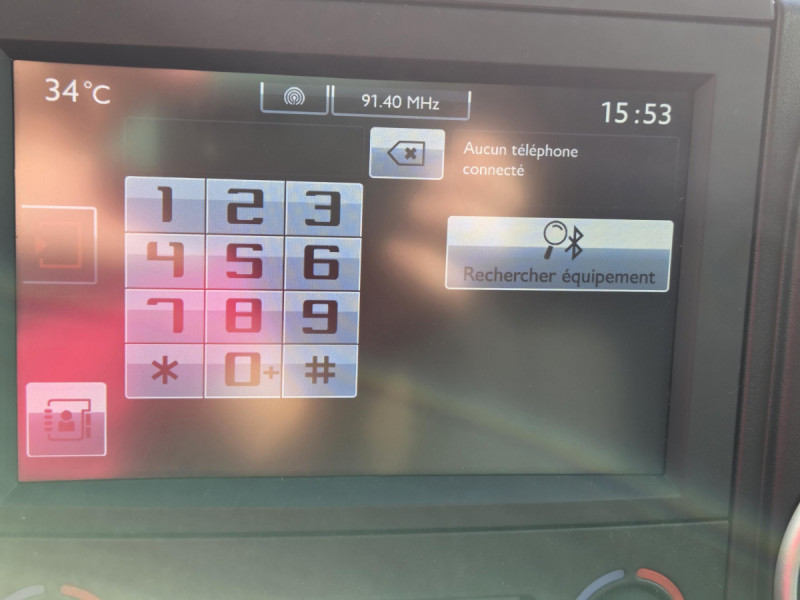 34°C
91.40 MHz
15:53
Aucun téléphone
connecté
1 2 3
4 5 6
7 8 9
* 0+ #
Rechercher équipement